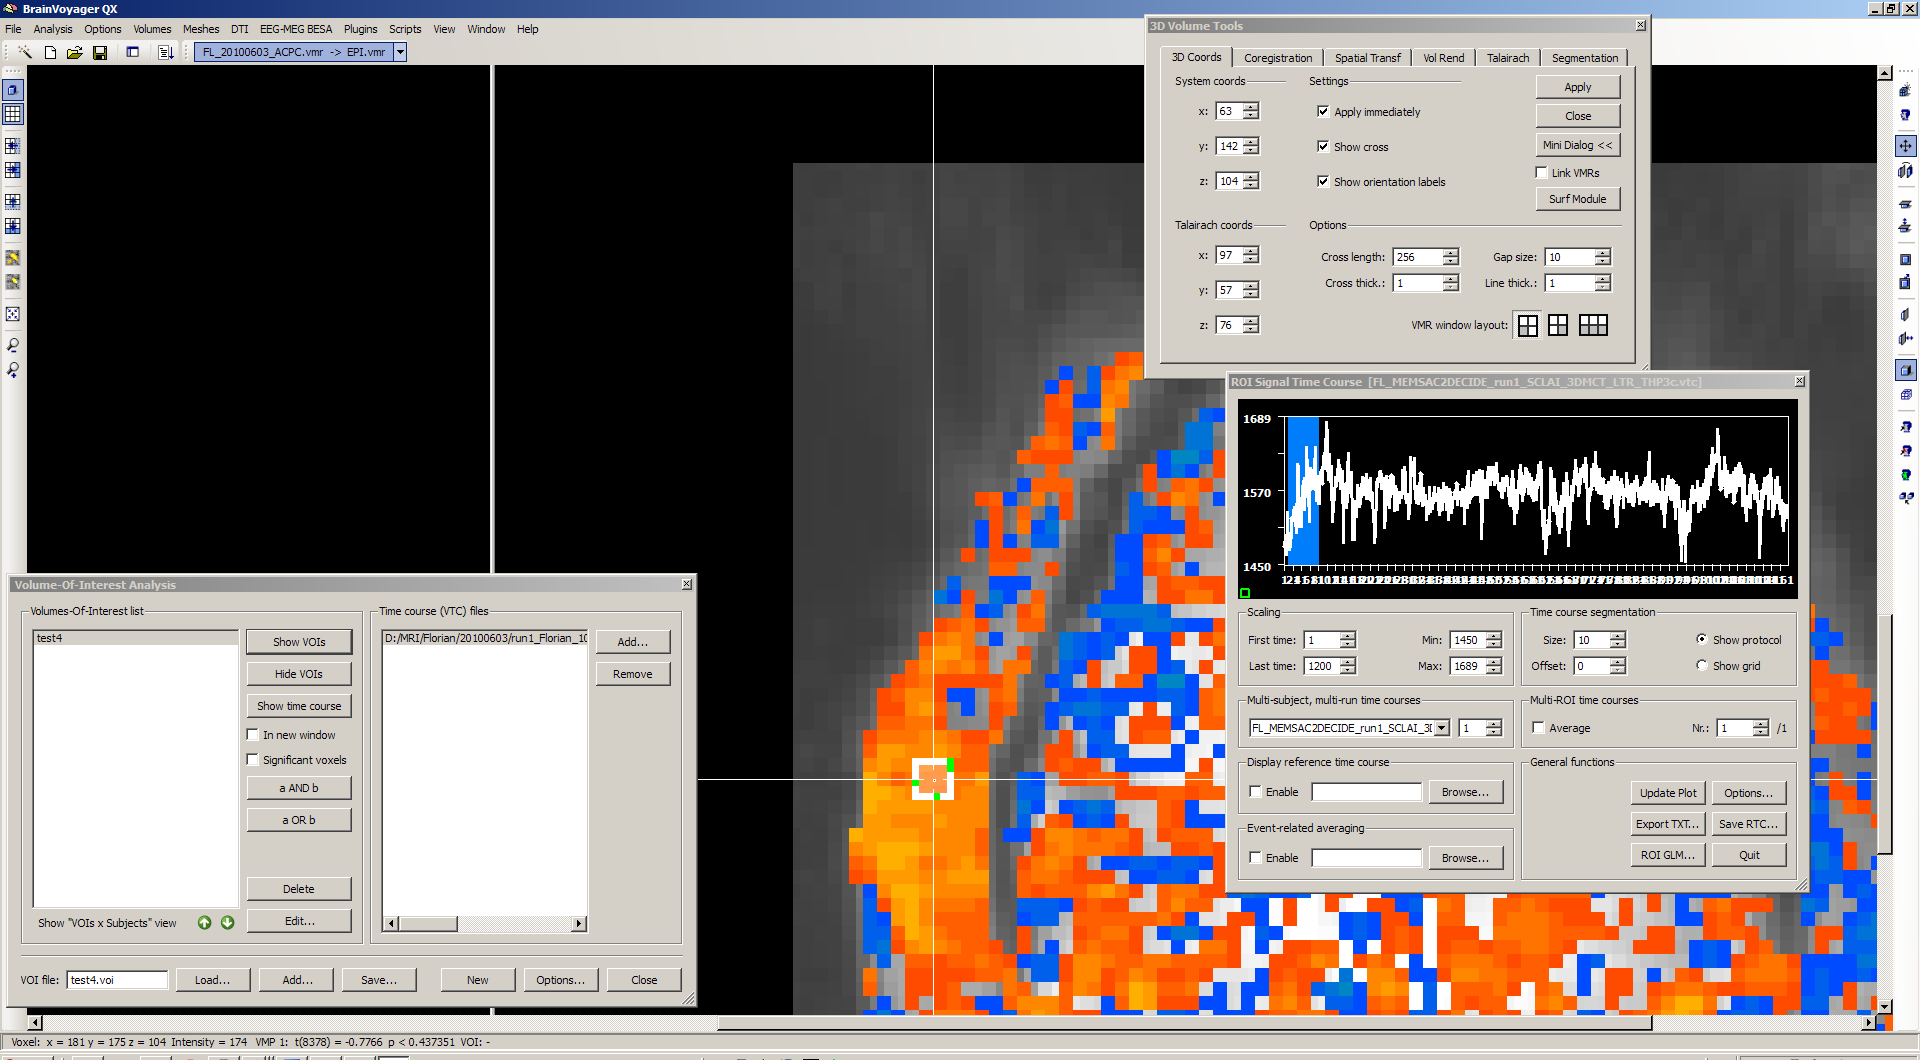 BrainVoyager QX
File Analysis Options Volumes Meshes DTI EEG-MEG BESA Plugins Scripts View Window Help
FL_20100603_ACPC.vmr -> EPI.vmr
3D Volume Tools
3D Coords Coregistration Spatial Transf Vol Rend Talairach Segmentation
System coords Settings
Apply
x: 63 Apply immediately
Close
y: 142 Show cross Mini Dialog <<
Link VMRs
z: 104 Show orientation labels
Surf Module
Talairach coords Options
x: 97 Cross length: 256 Gap size: 10
Cross thick.: 1 Line thick.: 1
y: 57
z: 76 VMR window layout:
ROI Signal Time Course [FL_MEMSAC2DECIDE_run1_SCLAI_3DMCT_LTR_THP3c.vtc]
1689
1570
1450
Scaling
First time: 1 Min: 1450
Last time: 1200 Max: 1689
Time course segmentation
Size: 10 Show protocol
Offset: 0 Show grid
Multi-subject, multi-run time courses
FL_MEMSAC2DECIDE_run1_SCLAI_3I 1
Multi-ROI time courses
Average Nr.: 1 /1
Display reference time course
Enable Browse...
Event-related averaging
Enable Browse...
General functions
Update Plot Options...
Export TXT... Save RTC...
ROI GLM... Quit
Volume-Of-Interest Analysis
Volumes-Of-Interest list
test4
Show VOIs
Hide VOIs
Show time course
In new window
Significant voxels
a AND b
a OR b
Delete
Show "VOIs x Subjects" view
Edit...
Time course (VTC) files
D:/MRI/Florian/20100603/run1_Florian_10
Add...
Remove
VOI file: test4.voi Load... Add... Save... New Options... Close
Voxel: x = 181 y = 175 z = 104 Intensity = 174 VMP 1: t(8378) = -0.7766 p < 0.437351 VOI: -